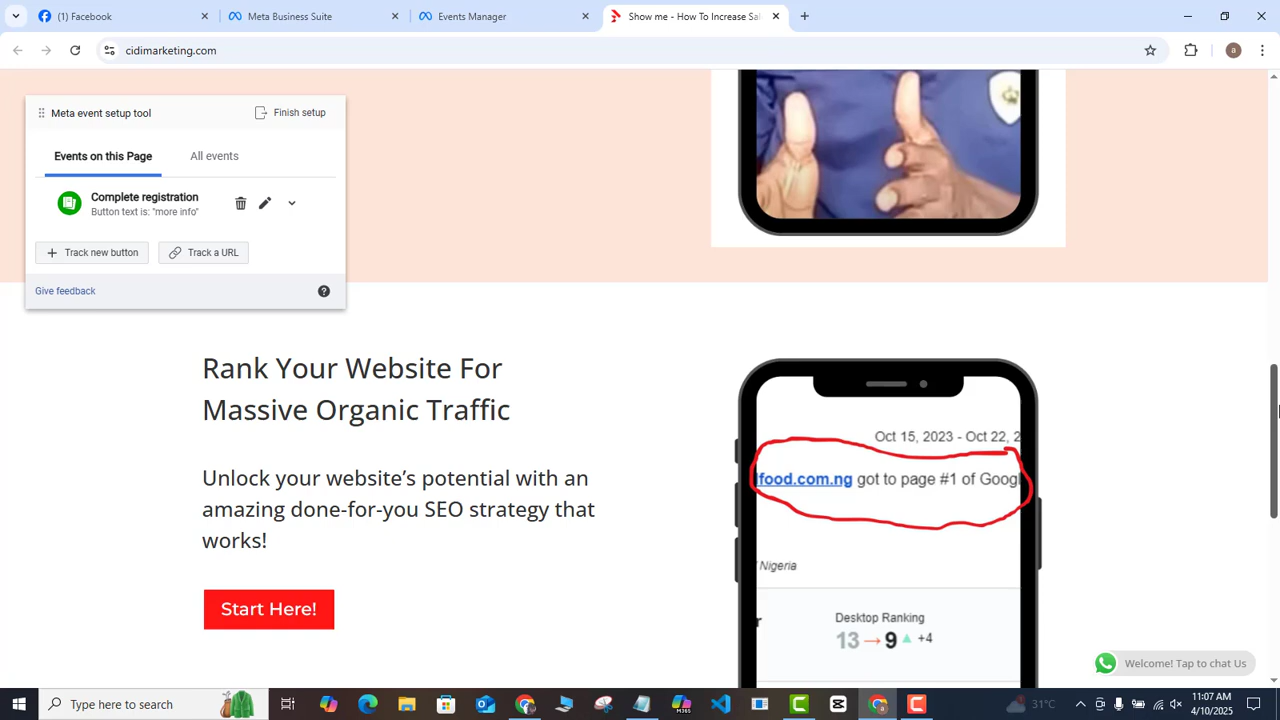 (1) Facebook
Meta Business Suite
Events Manager
Show me - How To Increase Sal
cidimarketing.com
a
Meta event setup tool
Finish setup
Events on this Page
All events
Complete registration
Button text is: "more info"
Track new button
Track a URL
Give feedback
Rank Your Website For
Massive Organic Traffic
Unlock your website's potential with an
amazing done-for-you SEO strategy that
works!
Start Here!
Oct 15, 2023 - Oct 22, 2
lfood.com.ng got to page #1 of Googl
Nigeria
r
Desktop Ranking
13 → 9 ▲ +4
Welcome! Tap to chat Us
Type here to search
31°C
11:07 AM
4/10/2025